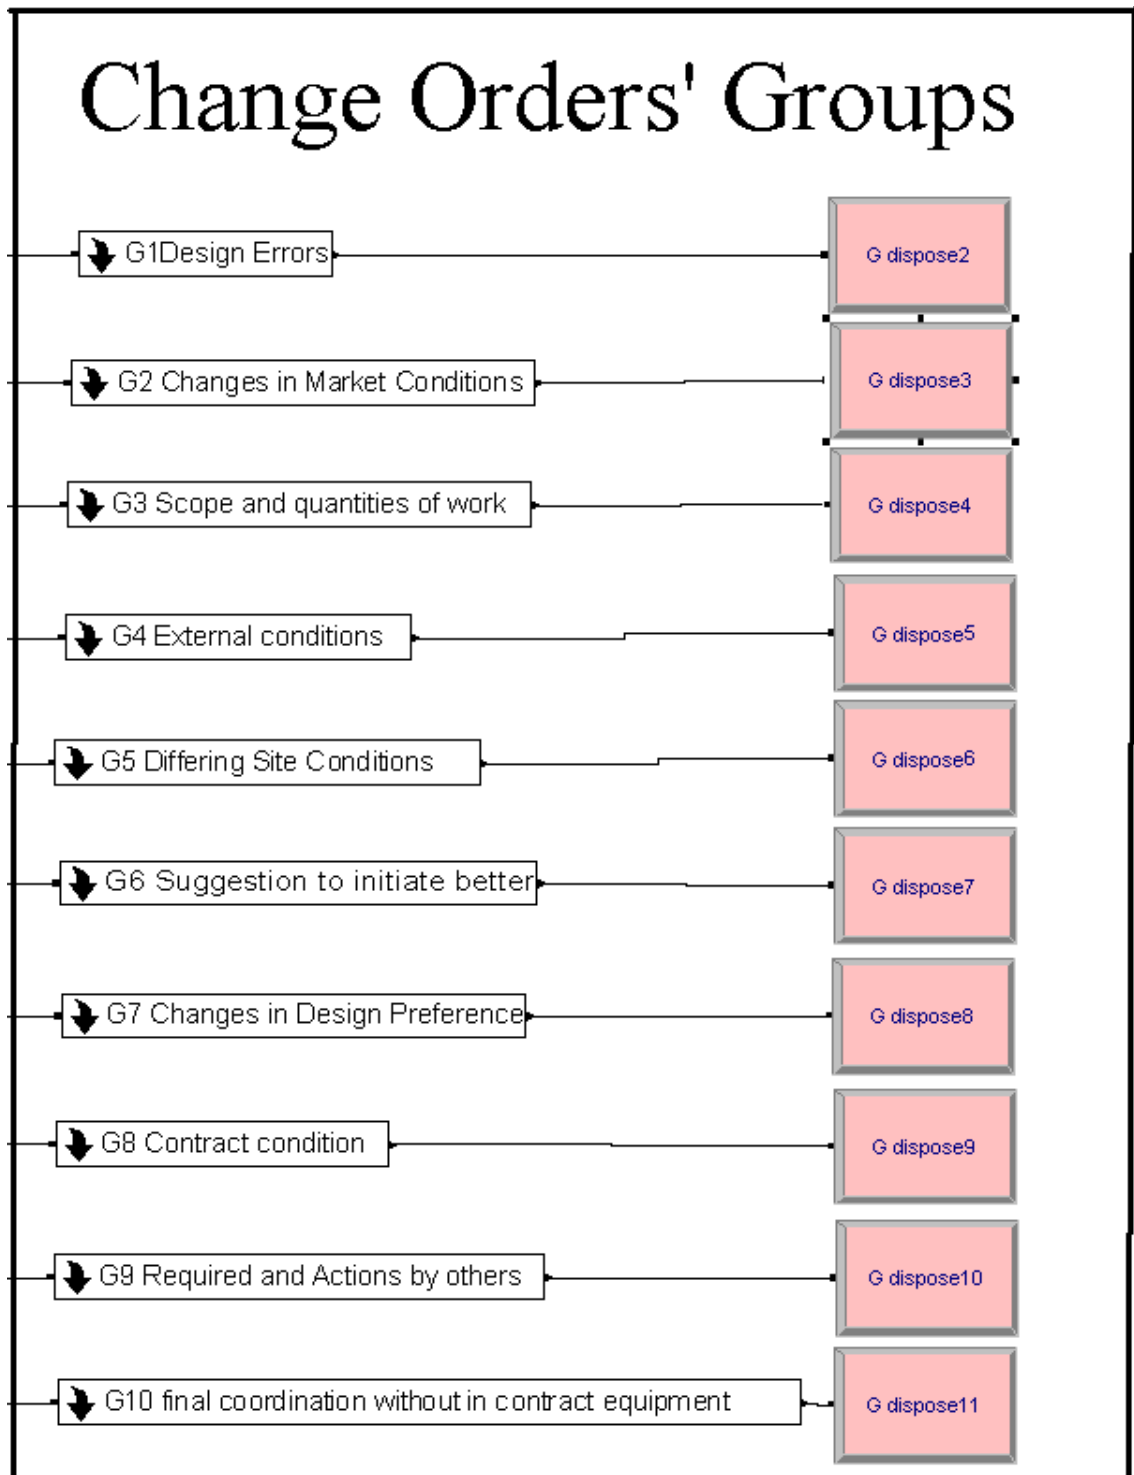 Change Orders' Groups
G1Design Errors
G dispose2
G2 Changes in Market Conditions
G dispose3
G3 Scope and quantities of work
G dispose4
G4 External conditions
G dispose5
G5 Differing Site Conditions
G dispose6
G6 Suggestion to initiate better
G dispose7
G7 Changes in Design Preference
G dispose8
G8 Contract condition
G dispose9
G9 Required and Actions by others
G dispose10
G10 final coordination without in contract equipment
G dispose11